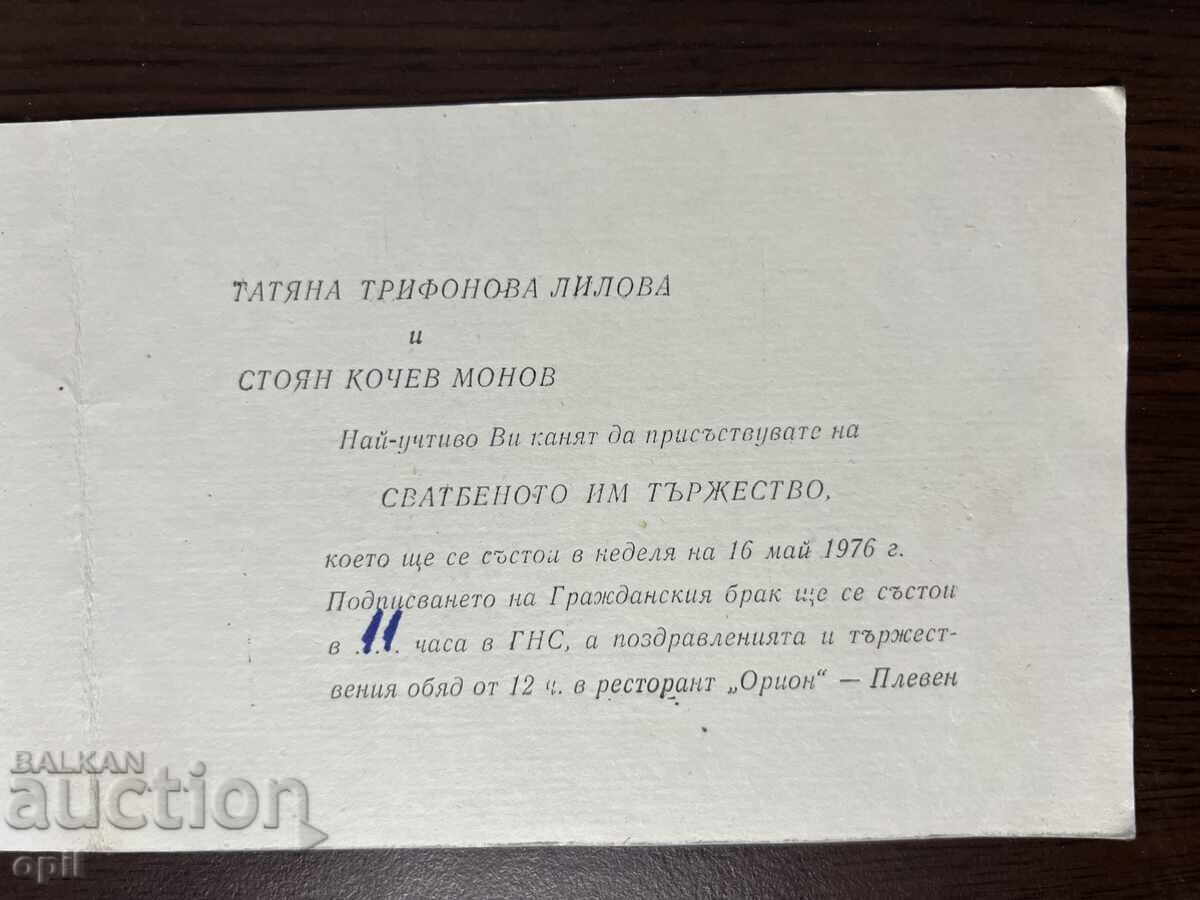 ТАТЯНА ТРИФОНОВА ЛИЛОВА
и
СТОЯН КОЧЕВ МОНОВ
Най-учтиво Ви канят да присъствувате на
СВАТБЕНОТО ИМ ТЪРЖЕСТВО,
което ще се състои в неделя на 16 май 1976 г.
Подписването на Гражданския брак ще се състои
в 11 часа в ГНС, а поздравленията и тържест-
вения обяд от 12 ч. в ресторант „Орион“ — Плевен
BALKAN
auction
opil